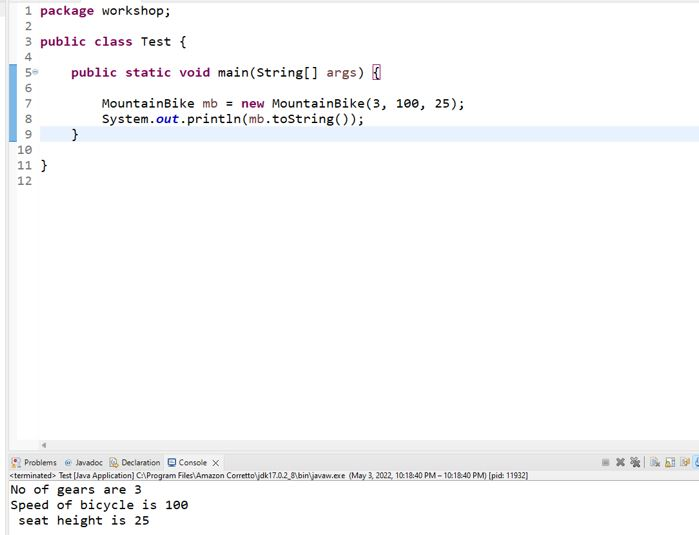 1 package workshop;
2
3 public class Test {
4
5 public static void main(String[] args) {
6
7 MountainBike mb = new MountainBike(3, 100, 25);
8 System.out.println(mb.toString());
9 }
10
11 }
12
Problems @ Javadoc Declaration Console X
<terminated> Test [Java Application] C:\Program Files\Amazon Corretto\jdk17.0.2_8\bin\javaw.exe (May 3, 2022, 10:18:40 PM – 10:18:40 PM) [pid: 11932]
No of gears are 3
Speed of bicycle is 100
seat height is 25